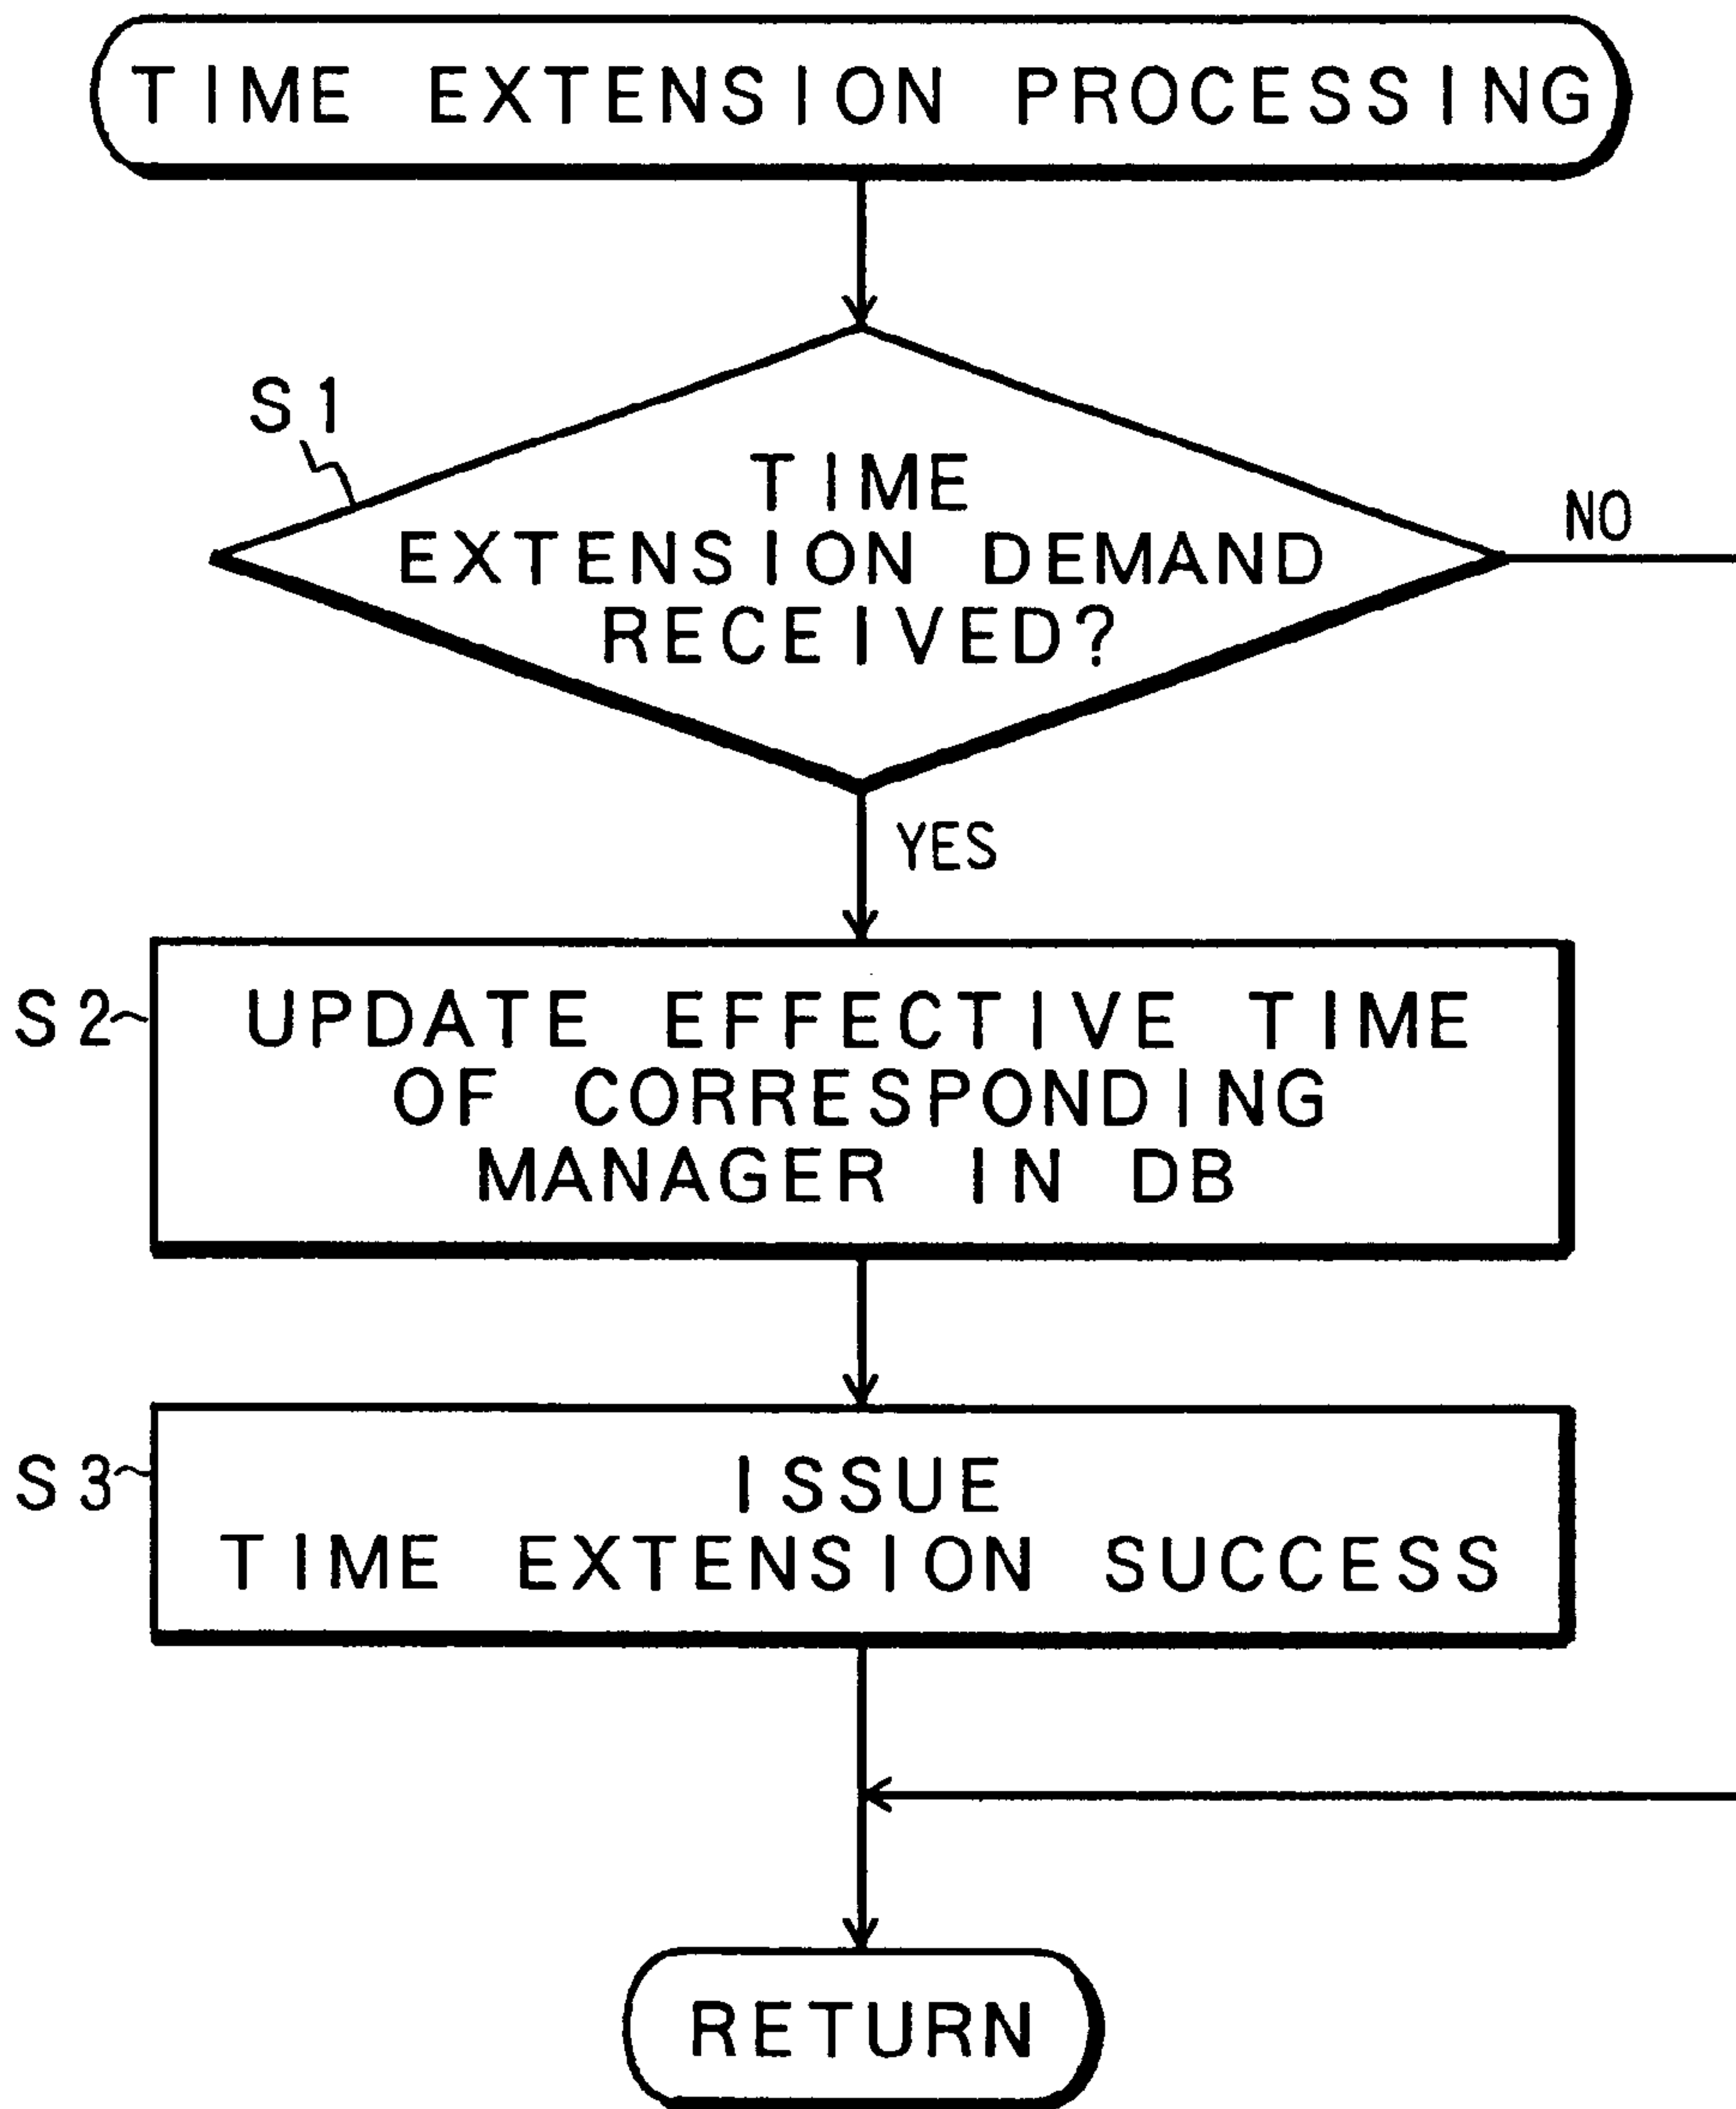 TIME EXTENSION PROCESSING
S1
TIME
EXTENSION DEMAND
RECEIVED?
NO
YES
S2
UPDATE EFFECTIVE TIME
OF CORRESPONDING
MANAGER IN DB
S3
ISSUE
TIME EXTENSION SUCCESS
RETURN